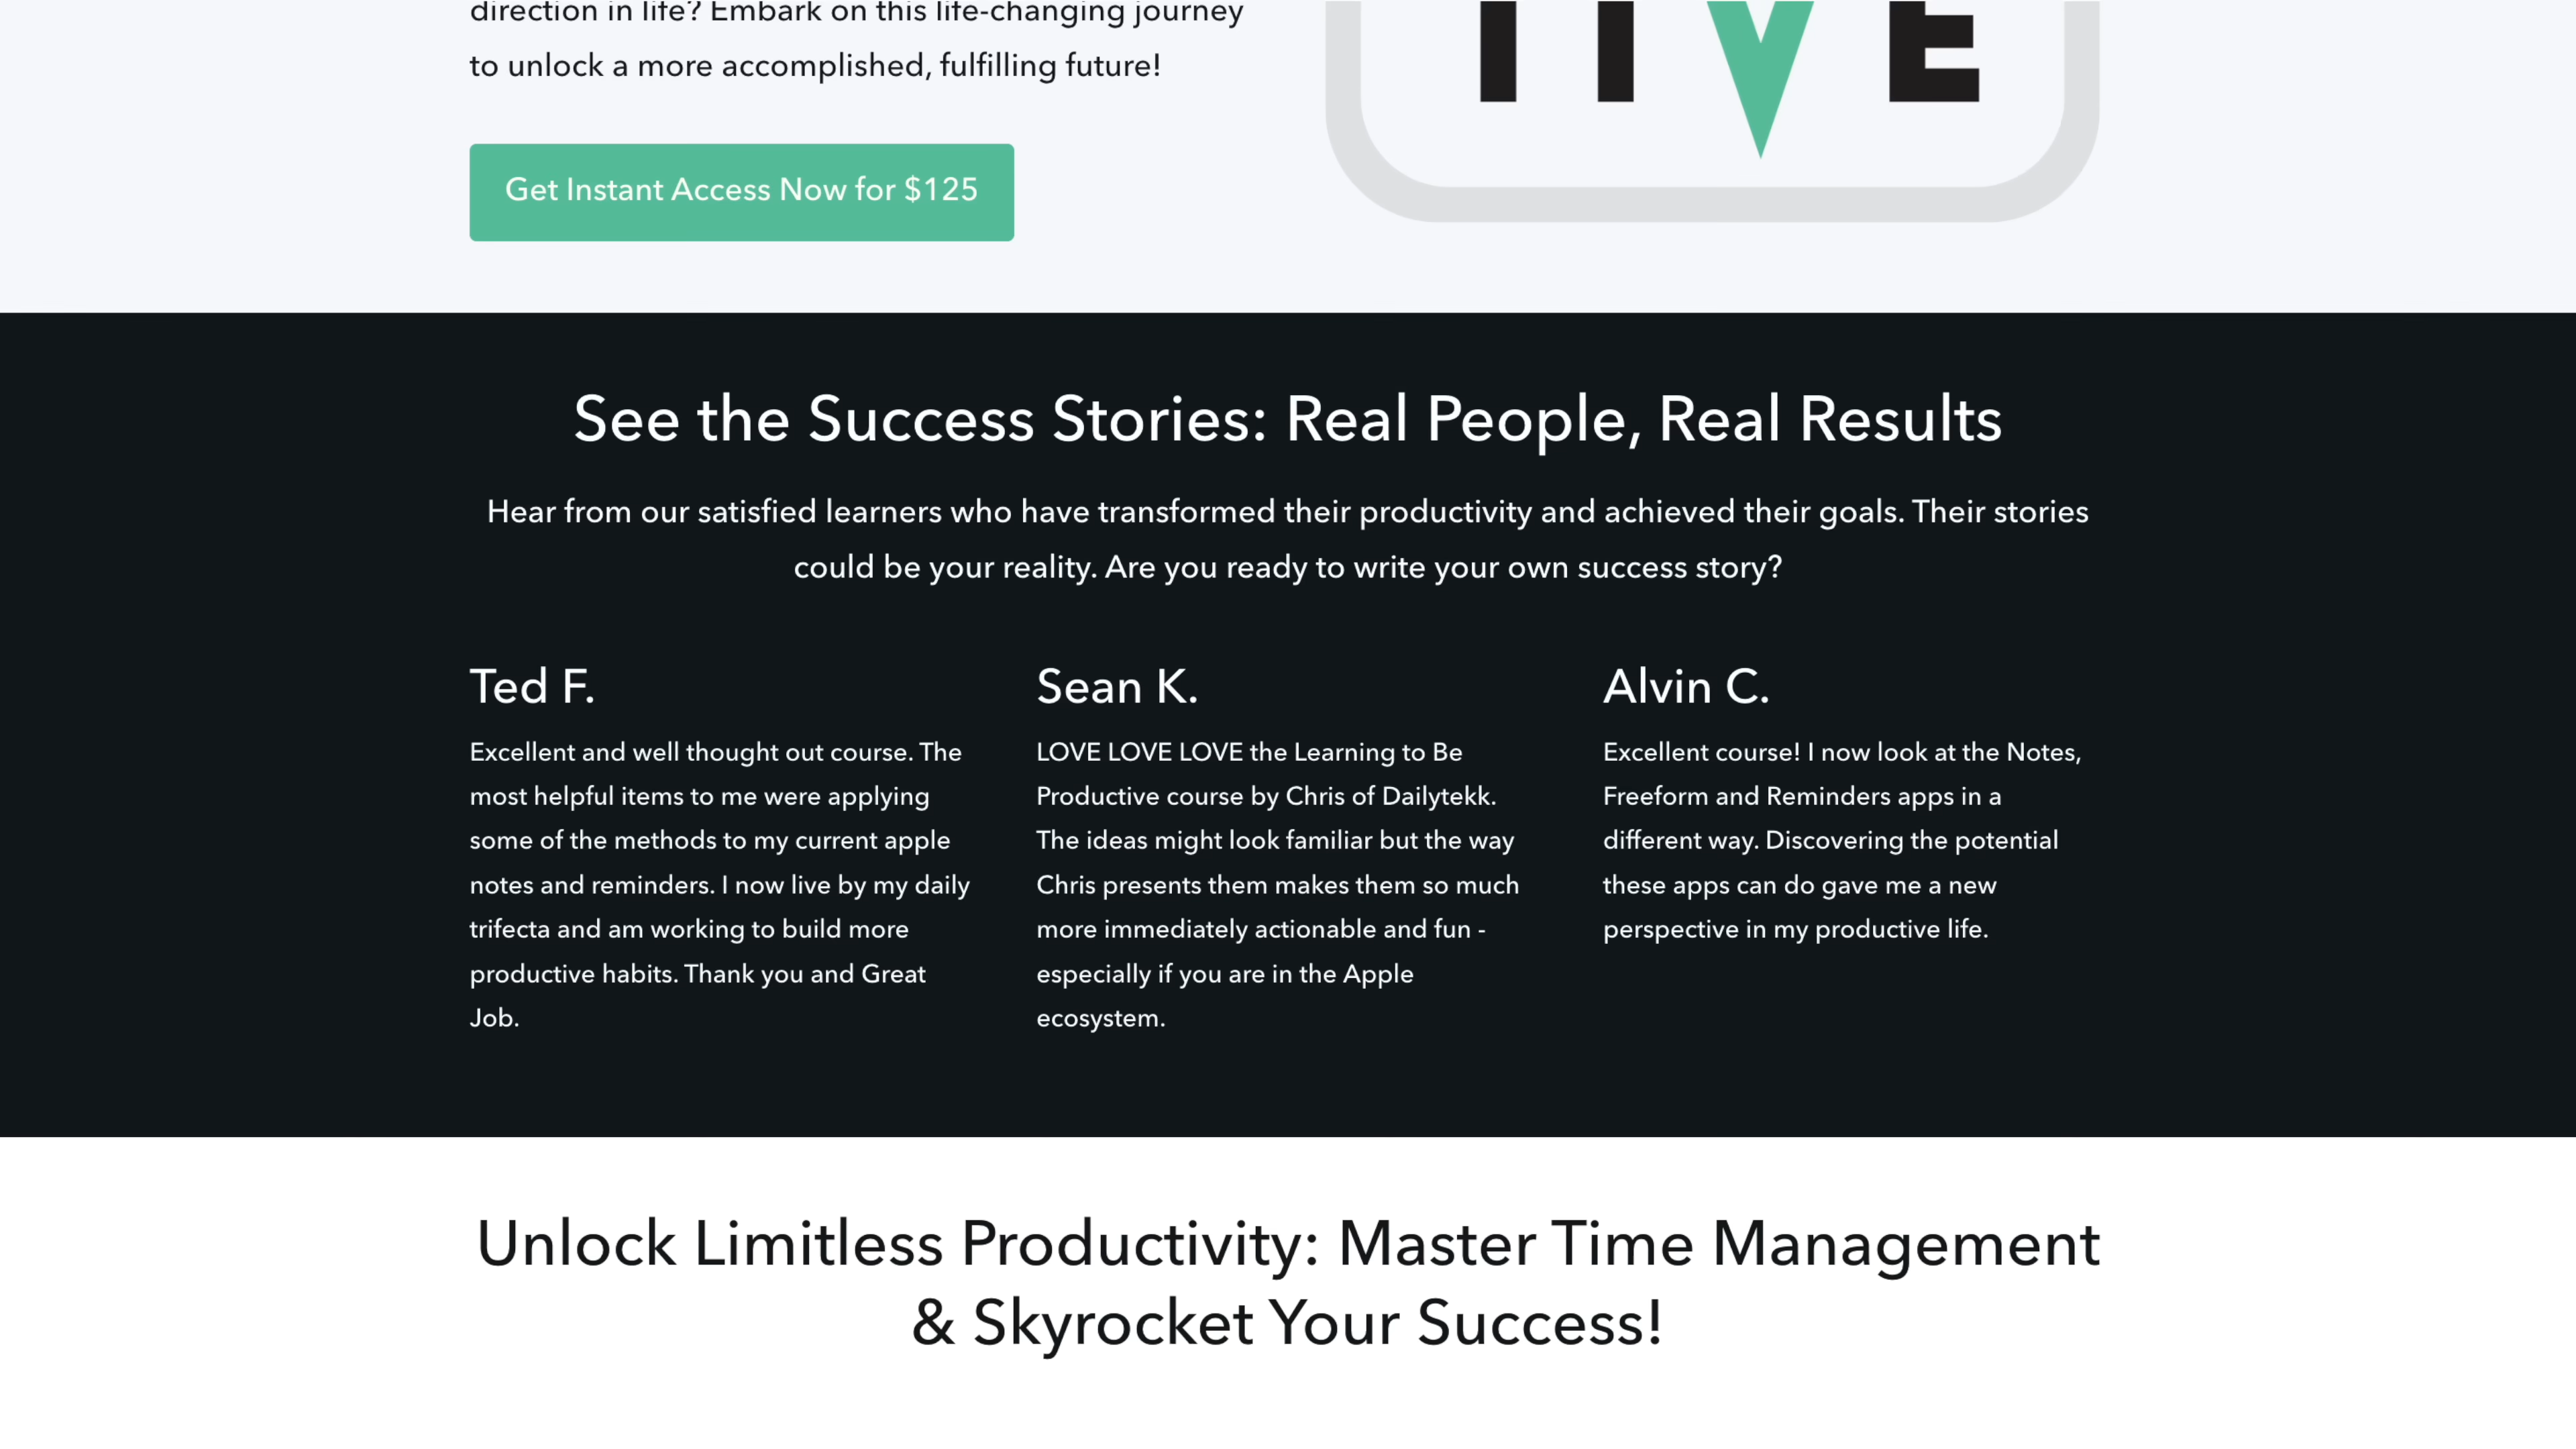 direction in life? Embark on this life-changing journey
to unlock a more accomplished, fulfilling future!
Get Instant Access Now for $125
See the Success Stories: Real People, Real Results
Hear from our satisfied learners who have transformed their productivity and achieved their goals. Their stories
could be your reality. Are you ready to write your own success story?
Ted F.
Excellent and well thought out course. The
most helpful items to me were applying
some of the methods to my current apple
notes and reminders. I now live by my daily
trifecta and am working to build more
productive habits. Thank you and Great
Job.
Sean K.
LOVE LOVE LOVE the Learning to Be
Productive course by Chris of Dailytekk.
The ideas might look familiar but the way
Chris presents them makes them so much
more immediately actionable and fun -
especially if you are in the Apple
ecosystem.
Alvin C.
Excellent course! I now look at the Notes,
Freeform and Reminders apps in a
different way. Discovering the potential
these apps can do gave me a new
perspective in my productive life.
Unlock Limitless Productivity: Master Time Management
& Skyrocket Your Success!